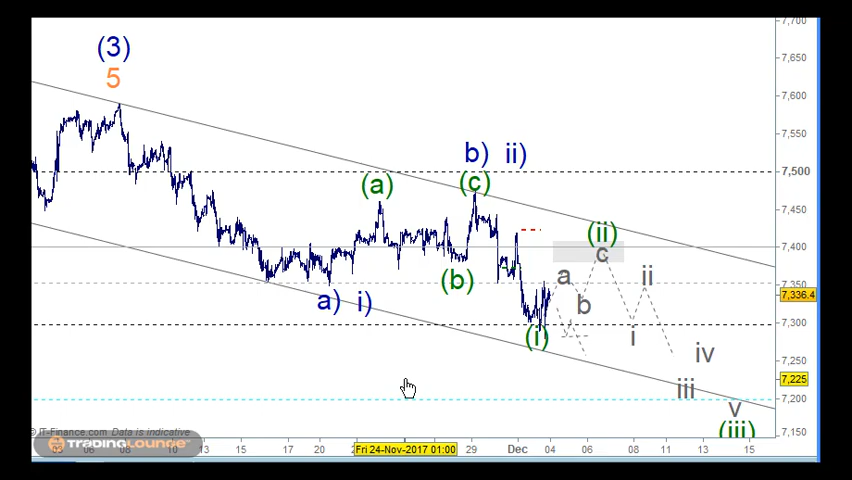 7,700
(3)
7,650
5
7,600
7,550
b) ii)
7,500
(a) (c)
7,450
(ii)
7,400
c
a ii
(b)
7,350
a) i)
b
7,336.4
7,300
(i) i
iv
7,250
iii
7,225
v
7,200
(iii)
7,150
© IT-Finance.com Data is indicative
TRADINGLOUNGE
08 13 15 17 20 Fri 24-Nov-2017 01:00 29 Dec 04 06 08 13 15